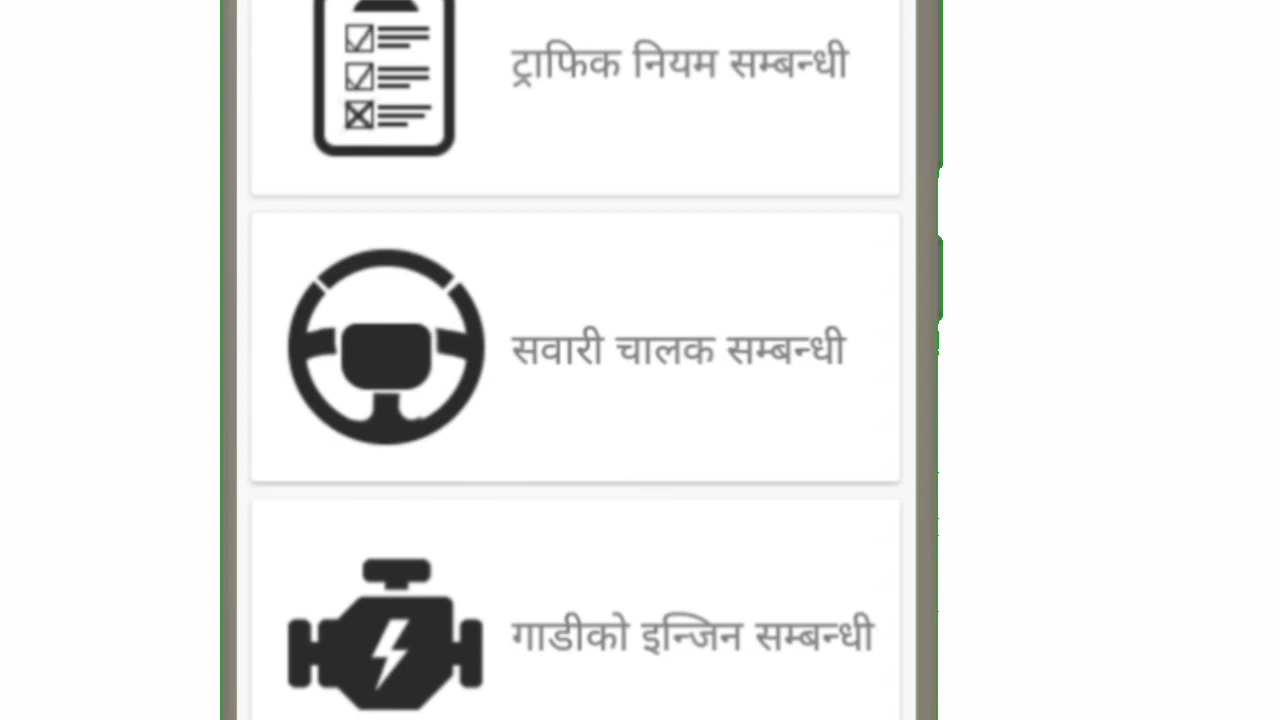 ट्राफिक नियम सम्बन्धी
सवारी चालक सम्बन्धी
गाडीको इन्जिन सम्बन्धी